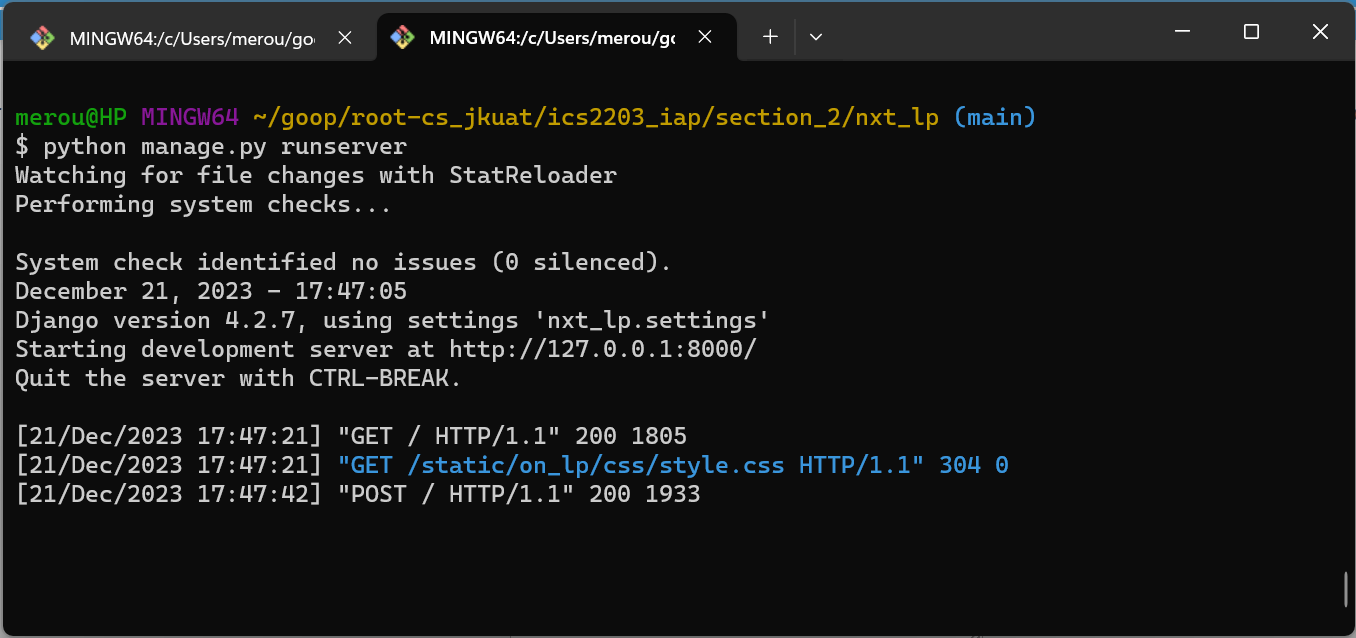 MINGW64:/c/Users/merou/go
MINGW64:/c/Users/merou/g
merou@HP MINGW64 ~/goop/root-cs_jkuat/ics2203_iap/section_2/nxt_lp (main)
$ python manage.py runserver
Watching for file changes with StatReloader
Performing system checks...
System check identified no issues (0 silenced).
December 21, 2023 - 17:47:05
Django version 4.2.7, using settings 'nxt_lp.settings'
Starting development server at http://127.0.0.1:8000/
Quit the server with CTRL-BREAK.
[21/Dec/2023 17:47:21] "GET / HTTP/1.1" 200 1805
[21/Dec/2023 17:47:21] "GET /static/on_lp/css/style.css HTTP/1.1" 304 0
[21/Dec/2023 17:47:42] "POST / HTTP/1.1" 200 1933